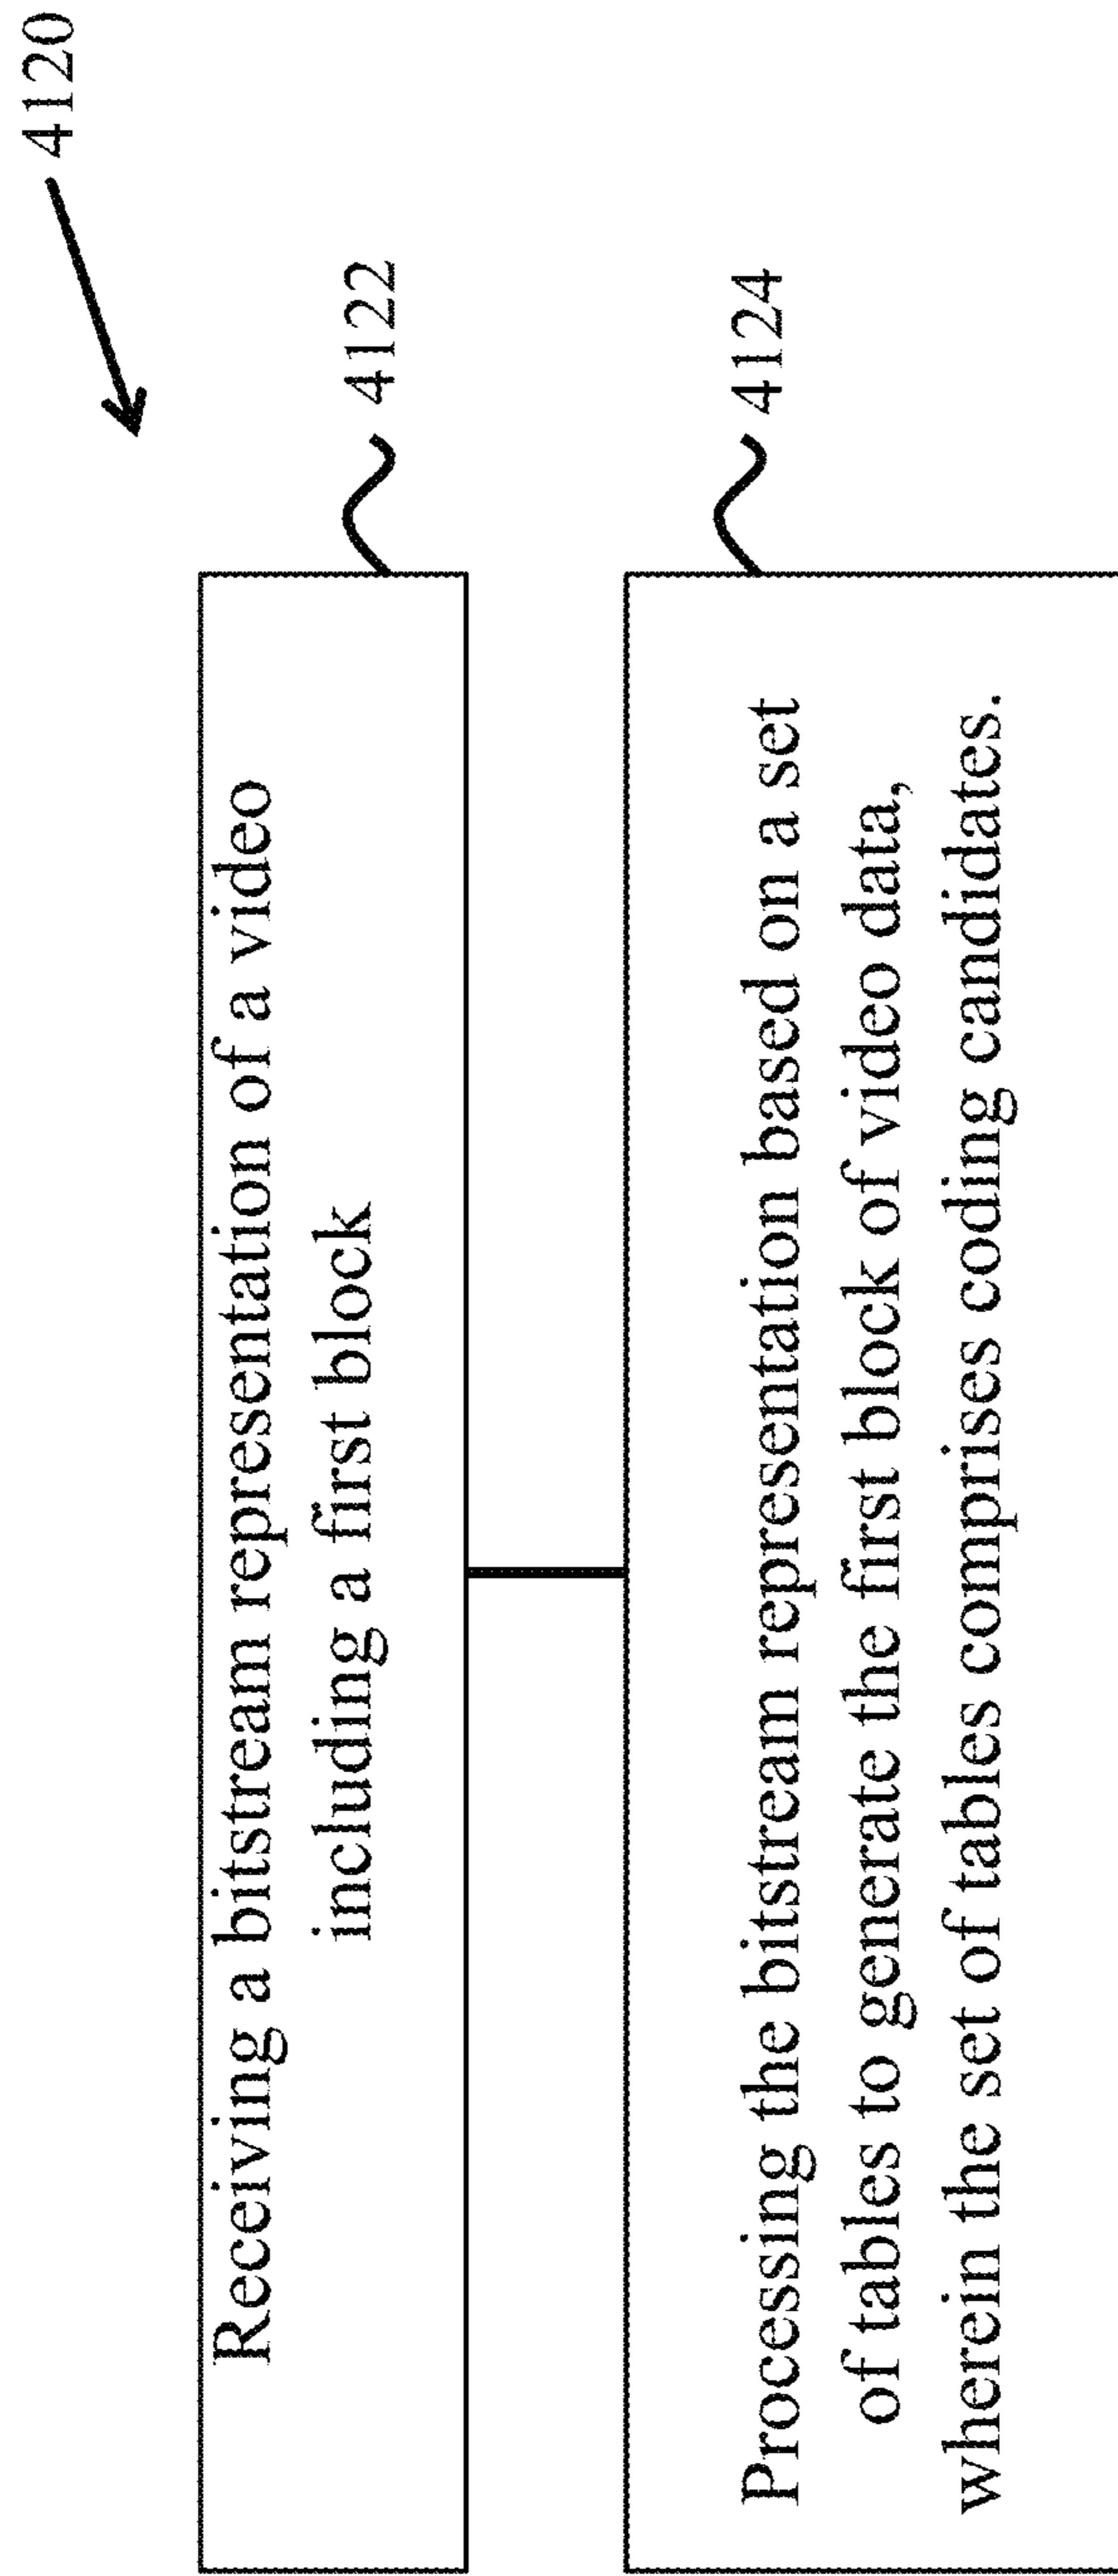 4120
Receiving a bitstream representation of a video
including a first block
4122
Processing the bitstream representation based on a set
of tables to generate the first block of video data,
wherein the set of tables comprises coding candidates.
4124